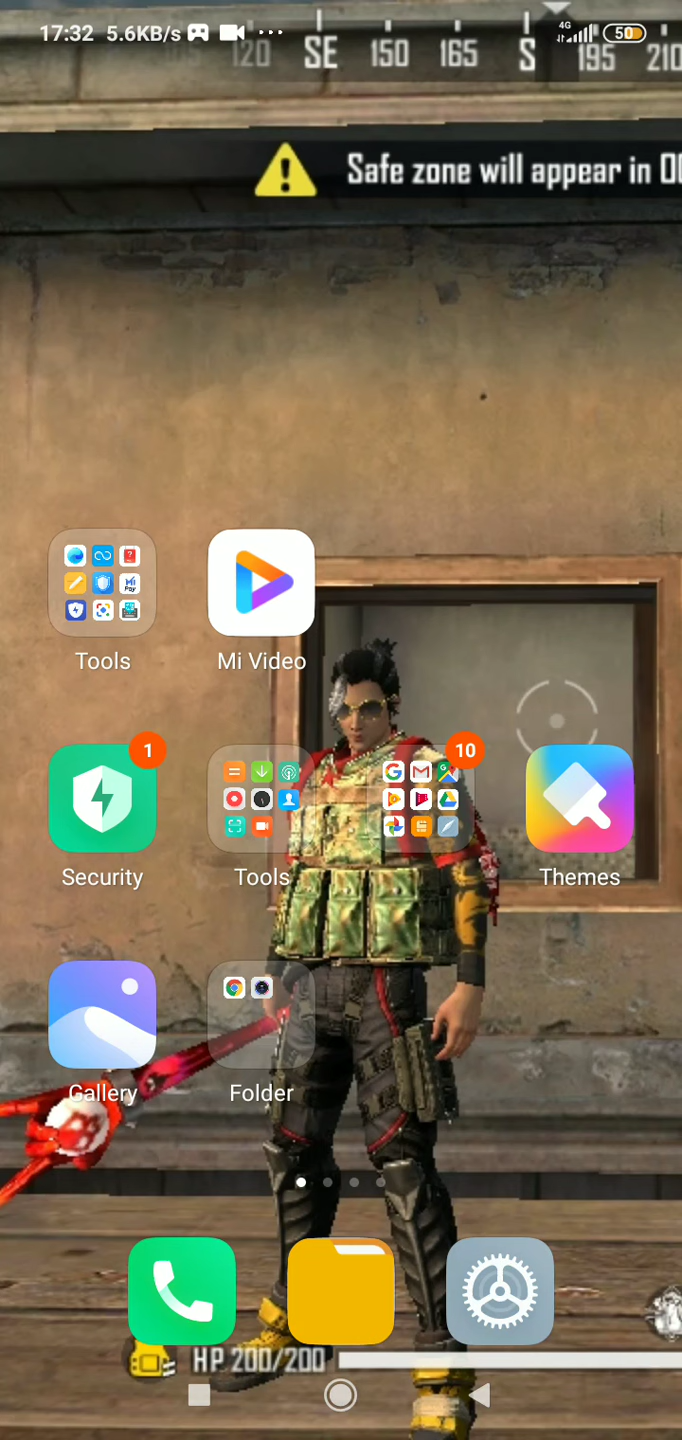 17:32 5.6KB/s 4G 50
120 SE 150 165 S 195 210
Safe zone will appear in
Tools Mi Video
1 10
Security Tools Themes
Gallery Folder
HP 200/200